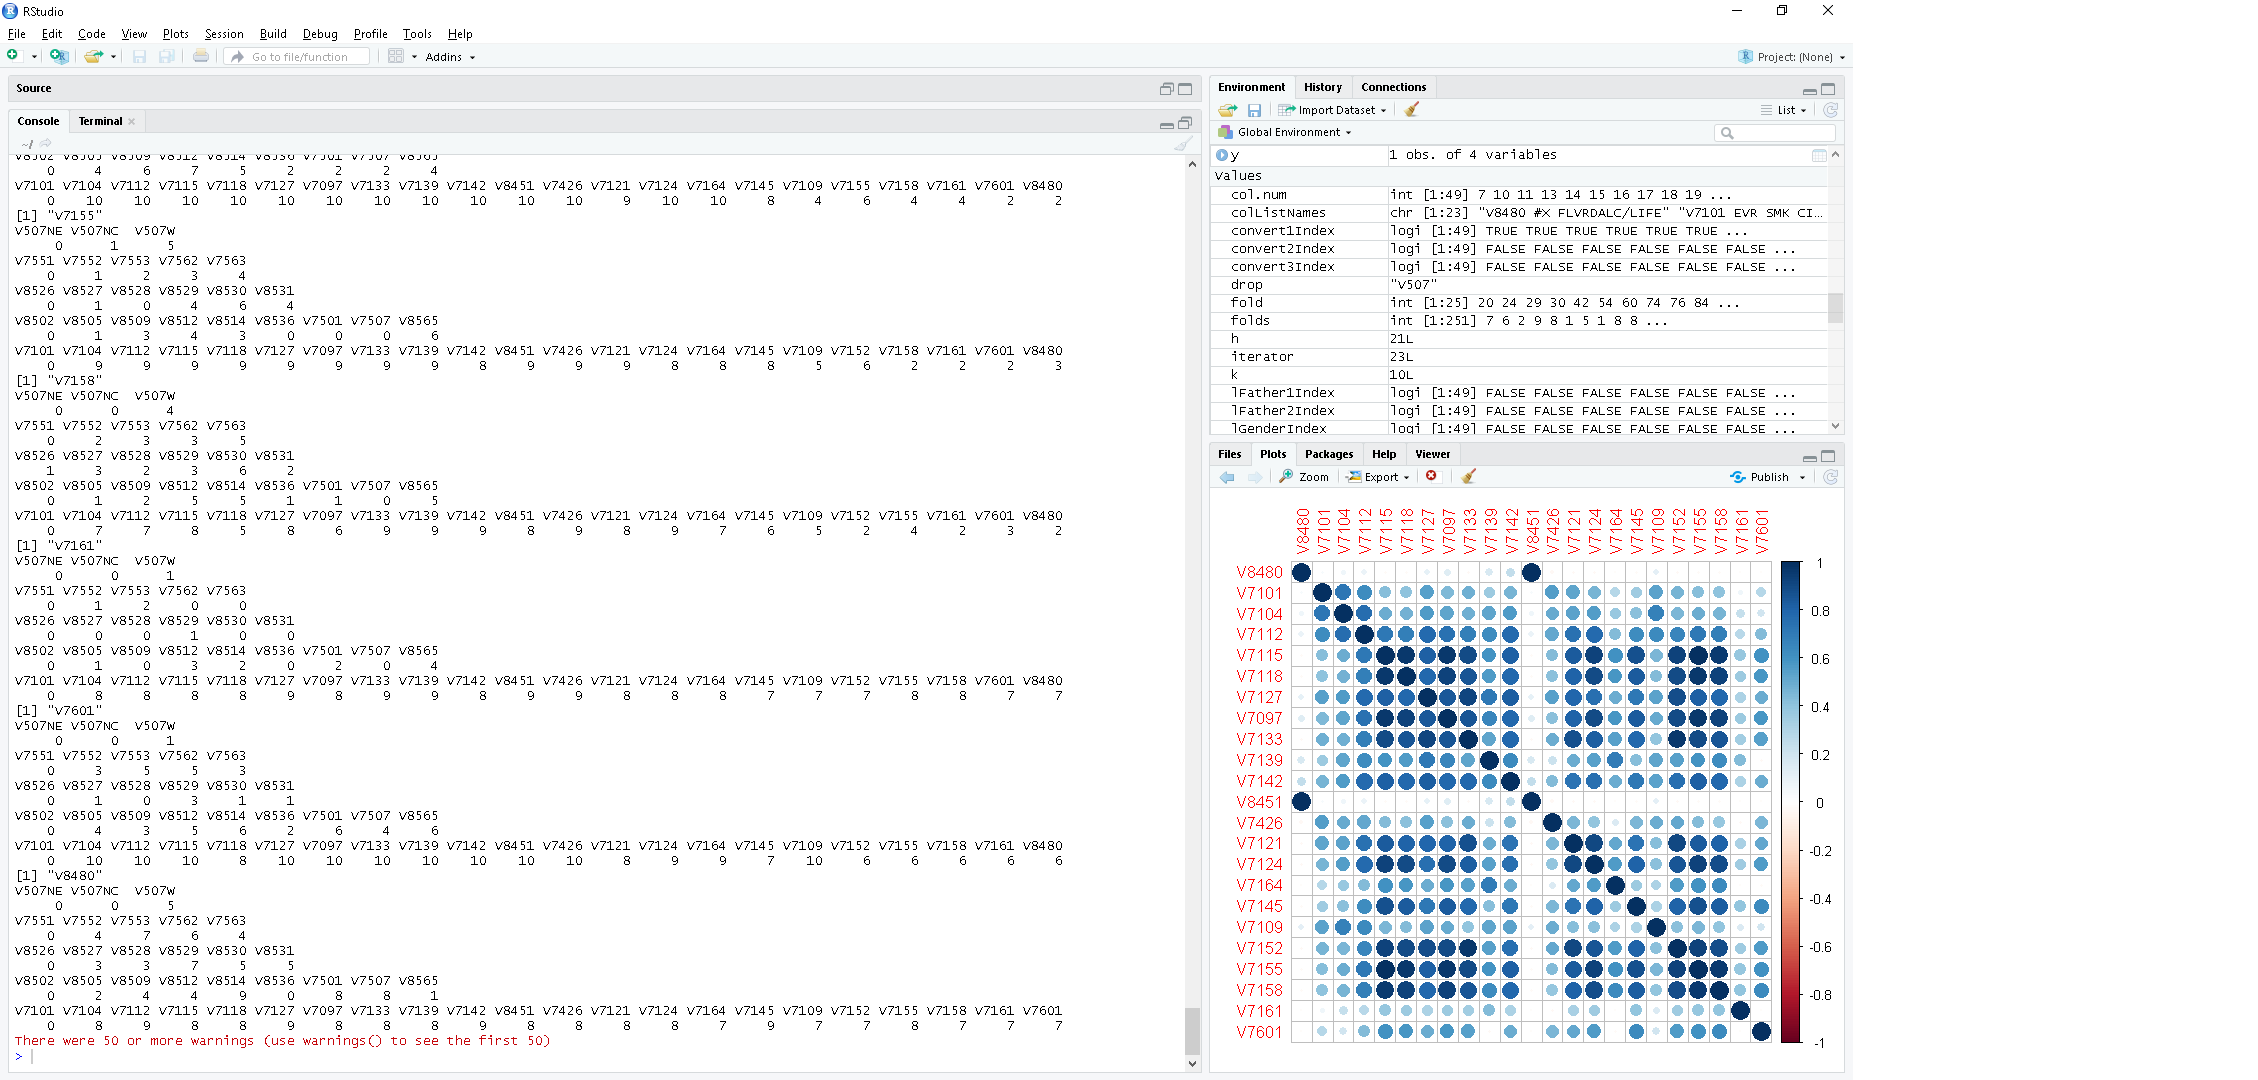 RStudio
File Edit Code View Plots Session Build Debug Profile Tools Help
Go to file/function Addins Project: (None)
Source
Console Terminal
~/
V8502 V8505 V8509 V8512 V8514 V8536 V7501 V7507 V8565
0 4 6 7 5 2 2 2 4
V7101 V7104 V7112 V7115 V7118 V7127 V7097 V7133 V7139 V7142 V8451 V7426 V7121 V7124 V7164 V7145 V7109 V7155 V7158 V7161 V7601 V8480
0 10 10 10 10 10 10 10 10 10 10 10 9 10 10 8 4 6 4 4 2 2
[1] "V7155"
V507NE V507NC V507W
0 1 5
V7551 V7552 V7553 V7562 V7563
0 1 2 3 4
V8526 V8527 V8528 V8529 V8530 V8531
0 1 0 4 6 4
V8502 V8505 V8509 V8512 V8514 V8536 V7501 V7507 V8565
0 1 3 4 3 0 0 0 6
V7101 V7104 V7112 V7115 V7118 V7127 V7097 V7133 V7139 V7142 V8451 V7426 V7121 V7124 V7164 V7145 V7109 V7152 V7158 V7161 V7601 V8480
0 9 9 9 9 9 9 9 9 8 9 9 9 8 8 8 5 6 2 2 2 3
[1] "V7158"
V507NE V507NC V507W
0 0 4
V7551 V7552 V7553 V7562 V7563
0 2 3 3 5
V8526 V8527 V8528 V8529 V8530 V8531
1 3 2 3 6 2
V8502 V8505 V8509 V8512 V8514 V8536 V7501 V7507 V8565
0 1 2 5 5 1 1 0 5
V7101 V7104 V7112 V7115 V7118 V7127 V7097 V7133 V7139 V7142 V8451 V7426 V7121 V7124 V7164 V7145 V7109 V7152 V7155 V7161 V7601 V8480
0 7 7 8 5 8 6 9 9 9 8 9 8 9 7 6 5 2 4 2 3 2
[1] "V7161"
V507NE V507NC V507W
0 0 1
V7551 V7552 V7553 V7562 V7563
0 1 2 0 0
V8526 V8527 V8528 V8529 V8530 V8531
0 0 0 1 0 0
V8502 V8505 V8509 V8512 V8514 V8536 V7501 V7507 V8565
0 1 0 3 2 0 2 0 4
V7101 V7104 V7112 V7115 V7118 V7127 V7097 V7133 V7139 V7142 V8451 V7426 V7121 V7124 V7164 V7145 V7109 V7152 V7155 V7158 V7601 V8480
0 8 8 8 8 9 8 9 9 8 9 9 8 8 8 7 7 7 8 8 7 7
[1] "V7601"
V507NE V507NC V507W
0 0 1
V7551 V7552 V7553 V7562 V7563
0 3 5 5 3
V8526 V8527 V8528 V8529 V8530 V8531
0 1 0 3 1 1
V8502 V8505 V8509 V8512 V8514 V8536 V7501 V7507 V8565
0 4 3 5 6 2 6 4 6
V7101 V7104 V7112 V7115 V7118 V7127 V7097 V7133 V7139 V7142 V8451 V7426 V7121 V7124 V7164 V7145 V7109 V7152 V7155 V7158 V7161 V8480
0 10 10 10 8 10 10 10 10 10 10 10 8 9 9 7 10 6 6 6 6 6
[1] "V8480"
V507NE V507NC V507W
0 0 5
V7551 V7552 V7553 V7562 V7563
0 4 7 6 4
V8526 V8527 V8528 V8529 V8530 V8531
0 3 3 7 5 5
V8502 V8505 V8509 V8512 V8514 V8536 V7501 V7507 V8565
0 2 4 4 9 0 8 8 1
V7101 V7104 V7112 V7115 V7118 V7127 V7097 V7133 V7139 V7142 V8451 V7426 V7121 V7124 V7164 V7145 V7109 V7152 V7155 V7158 V7161 V7601
0 8 9 8 8 9 8 8 8 9 8 8 8 8 7 9 7 7 8 7 7 7
There were 50 or more warnings (use warnings() to see the first 50)
>
Environment History Connections
Import Dataset List
Global Environment
y 1 obs. of 4 variables
Values
col.num int [1:49] 7 10 11 13 14 15 16 17 18 19 ...
colListNames chr [1:23] "V8480 #X FLVRDALC/LIFE" "V7101 EVR SMK CI...
convert1Index logi [1:49] TRUE TRUE TRUE TRUE TRUE TRUE ...
convert2Index logi [1:49] FALSE FALSE FALSE FALSE FALSE FALSE ...
convert3Index logi [1:49] FALSE FALSE FALSE FALSE FALSE FALSE ...
drop "V507"
fold int [1:25] 20 24 29 30 42 54 60 74 76 84 ...
folds int [1:251] 7 6 2 9 8 1 5 1 8 8 ...
h 21L
iterator 23L
k 10L
lFather1Index logi [1:49] FALSE FALSE FALSE FALSE FALSE FALSE ...
lFather2Index logi [1:49] FALSE FALSE FALSE FALSE FALSE FALSE ...
lGenderIndex logi [1:49] FALSE FALSE FALSE FALSE FALSE FALSE ...
Files Plots Packages Help Viewer
Zoom Export Publish
V8480 V7101 V7104 V7112 V7115 V7118 V7127 V7097 V7133 V7139 V7142 V8451 V7426 V7121 V7124 V7164 V7145 V7109 V7152 V7155 V7158 V7161 V7601
V8480
V7101
V7104
V7112
V7115
V7118
V7127
V7097
V7133
V7139
V7142
V8451
V7426
V7121
V7124
V7164
V7145
V7109
V7152
V7155
V7158
V7161
V7601
1
0.8
0.6
0.4
0.2
0
-0.2
-0.4
-0.6
-0.8
-1